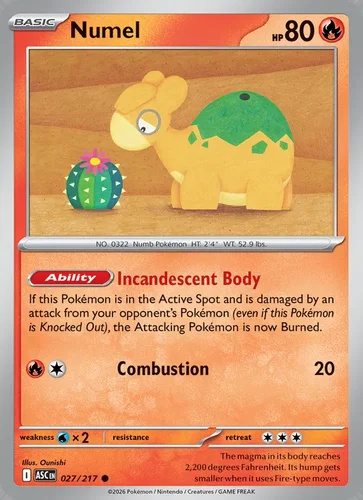 BASIC
Numel
HP 80
NO. 0322 Numb Pokémon HT: 2'4" WT: 52.9 lbs.
Ability Incandescent Body
If this Pokémon is in the Active Spot and is damaged by an
attack from your opponent's Pokémon (even if this Pokémon
is Knocked Out), the Attacking Pokémon is now Burned.
Combustion 20
weakness ×2 resistance retreat
Illus. Ounishi
I ASC EN 027/217
The magma in its body reaches
2,200 degrees Fahrenheit. Its hump gets
smaller when it uses Fire-type moves.
©2026 Pokémon / Nintendo / Creatures / GAME FREAK